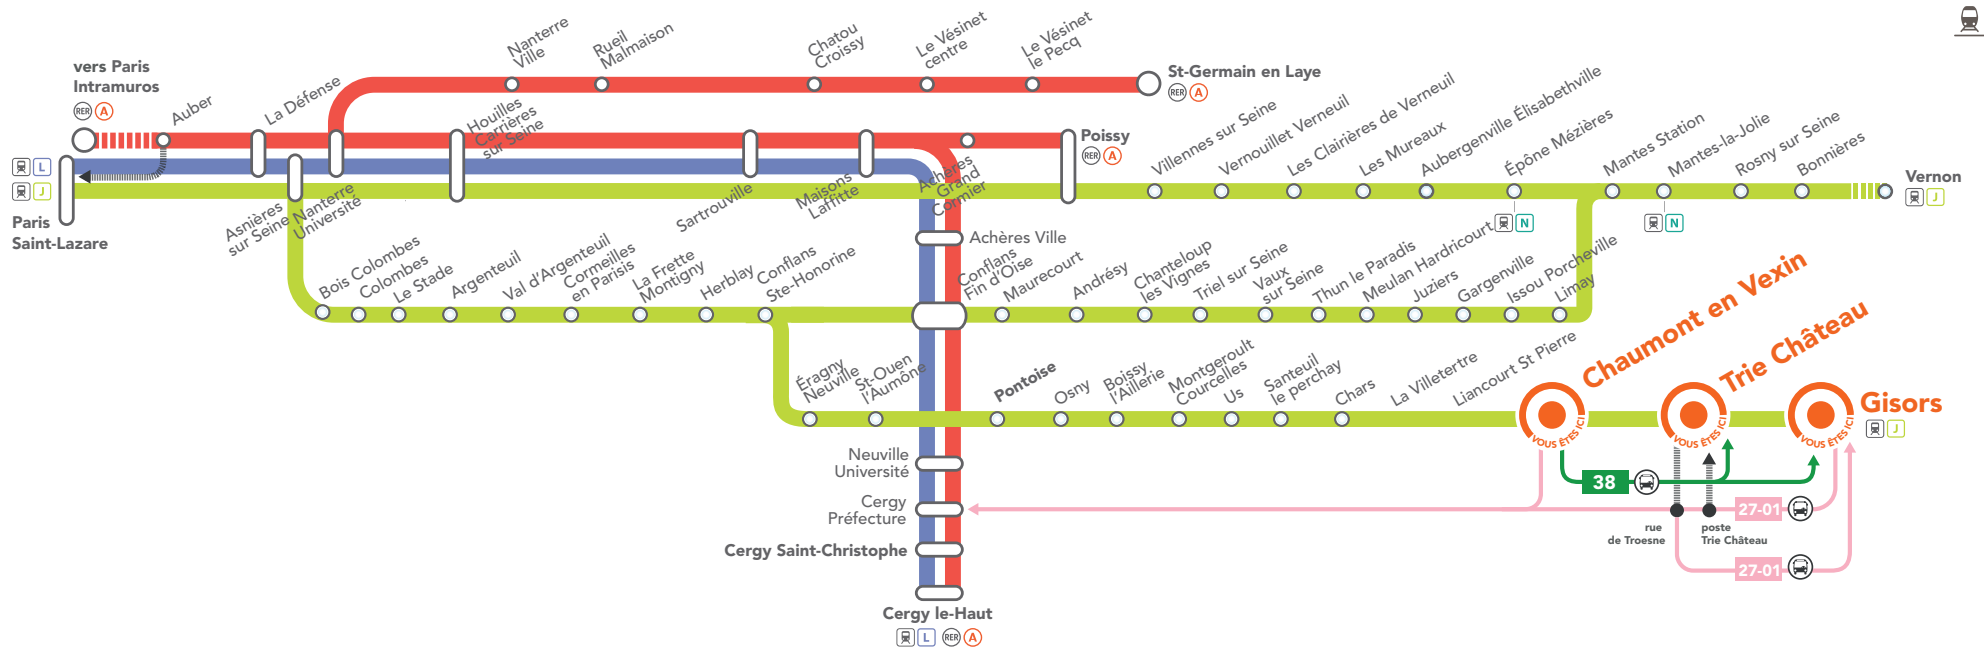 vers Paris
Intramuros
RER A
Auber
La Défense
Nanterre
Ville
Rueil
Malmaison
Chatou
Croissy
Le Vésinet
centre
Le Vésinet
le Pecq
St-Germain en Laye
RER A
L
J
Paris
Saint-Lazare
Asnières
sur Seine
Nanterre
Université
Houilles
Carrières
sur Seine
Sartrouville
Maisons
Laffitte
Achères
Grand
Cormier
Poissy
RER A
Villennes sur Seine
Vernouillet Verneuil
Les Clairières de Verneuil
Les Mureaux
Aubergenville Élisabethville
Épône Mézières
N
Mantes Station
Mantes-la-Jolie
N
Rosny sur Seine
Bonnières
Vernon
J
Bois Colombes
Colombes
Le Stade
Argenteuil
Val d'Argenteuil
Cormeilles
en Parisis
La Frette
Montigny
Herblay
Conflans
Ste-Honorine
Achères Ville
Conflans
Fin d'Oise
Maurecourt
Andrésy
Chanteloup
les Vignes
Triel sur Seine
Vaux
sur Seine
Thun le Paradis
Meulan Hardricourt
Juziers
Gargenville
Issou Porcheville
Limay
Éragny
Neuville
St-Ouen
l'Aumône
Pontoise
Osny
Boissy
l'Aillerie
Montgeroult
Courcelles
Us
Santeuil
le perchay
Chars
La Villetertre
Liancourt St Pierre
Chaumont en Vexin
VOUS ÊTES ICI
Trie Château
VOUS ÊTES ICI
Gisors
J
VOUS ÊTES ICI
Neuville
Université
Cergy
Préfecture
Cergy Saint-Christophe
Cergy le-Haut
L RER A
38
27-01
rue
de Troesne
poste
Trie Château
27-01